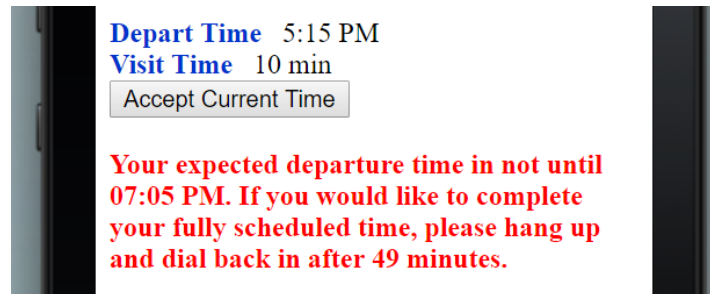 Depart Time 5:15 PM
Visit Time 10 min
Accept Current Time
Your expected departure time in not until
07:05 PM. If you would like to complete
your fully scheduled time, please hang up
and dial back in after 49 minutes.